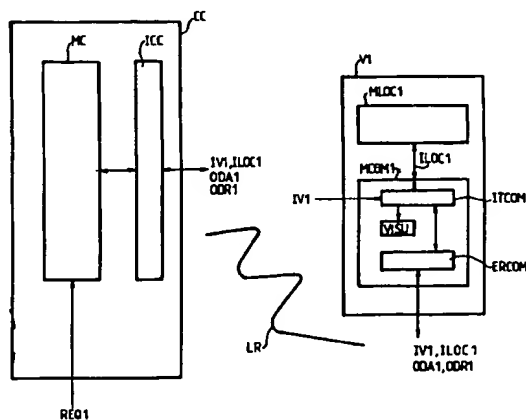 CC
MC
ICC
IV1,ILOC1
ODA1
ODR1
REQ1
LR
V1
MLOC1
ILOC1
MCOM1
IV1
ITCOM
VISU
ERCOM
IV1,ILOC1
ODA1,ODR1